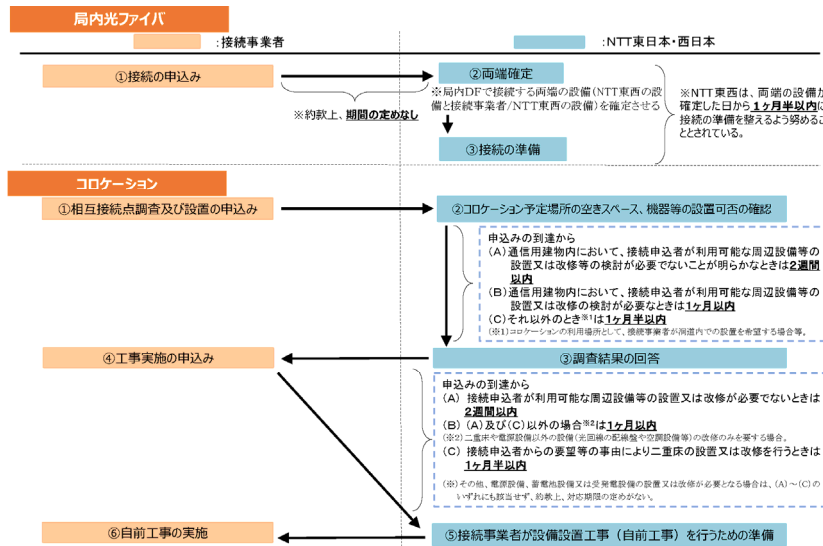 局内光ファイバ
:接続事業者
:NTT東日本・西日本
①接続の申込み
②両端確定
※約款上、期間の定めなし
※局内DFで接続する両端の設備(NTT東西の設
備と接続事業者/NTT東西の設備)を確定させる
③接続の準備
※NTT東西は、両端の設備が
確定した日から1ヶ月半以内に
接続の準備を整えるよう努めるこ
ととされている。
コロケーション
①相互接続点調査及び設置の申込み
②コロケーション予定場所の空きスペース、機器等の設置可否の確認
申込みの到達から
(A)通信用建物内において、接続申込者が利用可能な周辺設備等の
設置又は改修等の検討が必要でないことが明らかなときは2週間
以内
(B)通信用建物内において、接続申込者が利用可能な周辺設備等の
設置又は改修の検討が必要なときは1ヶ月以内
(C)それ以外のとき※1は1ヶ月半以内
(※1)コロケーションの利用場所として、接続事業者が洞道内での設置を希望する場合等。
④工事実施の申込み
③調査結果の回答
申込みの到達から
(A) 接続申込者が利用可能な周辺設備等の設置又は改修が必要でないときは
2週間以内
(B) (A)及び(C)以外の場合※2は1ヶ月以内
(※2)二重床や電源設備以外の設備(光回線の配線盤や空調設備等)の改修のみを要する場合。
(C) 接続申込者からの要望等の事由により二重床の設置又は改修を行うときは
1ヶ月半以内
(※)その他、電源設備、蓄電池設備又は受発電設備の設置又は改修が必要となる場合は、(A)~(C)の
いずれにも該当せず、約款上、対応期限の定めがない。
⑥自前工事の実施
⑤接続事業者が設備設置工事(自前工事)を行うための準備